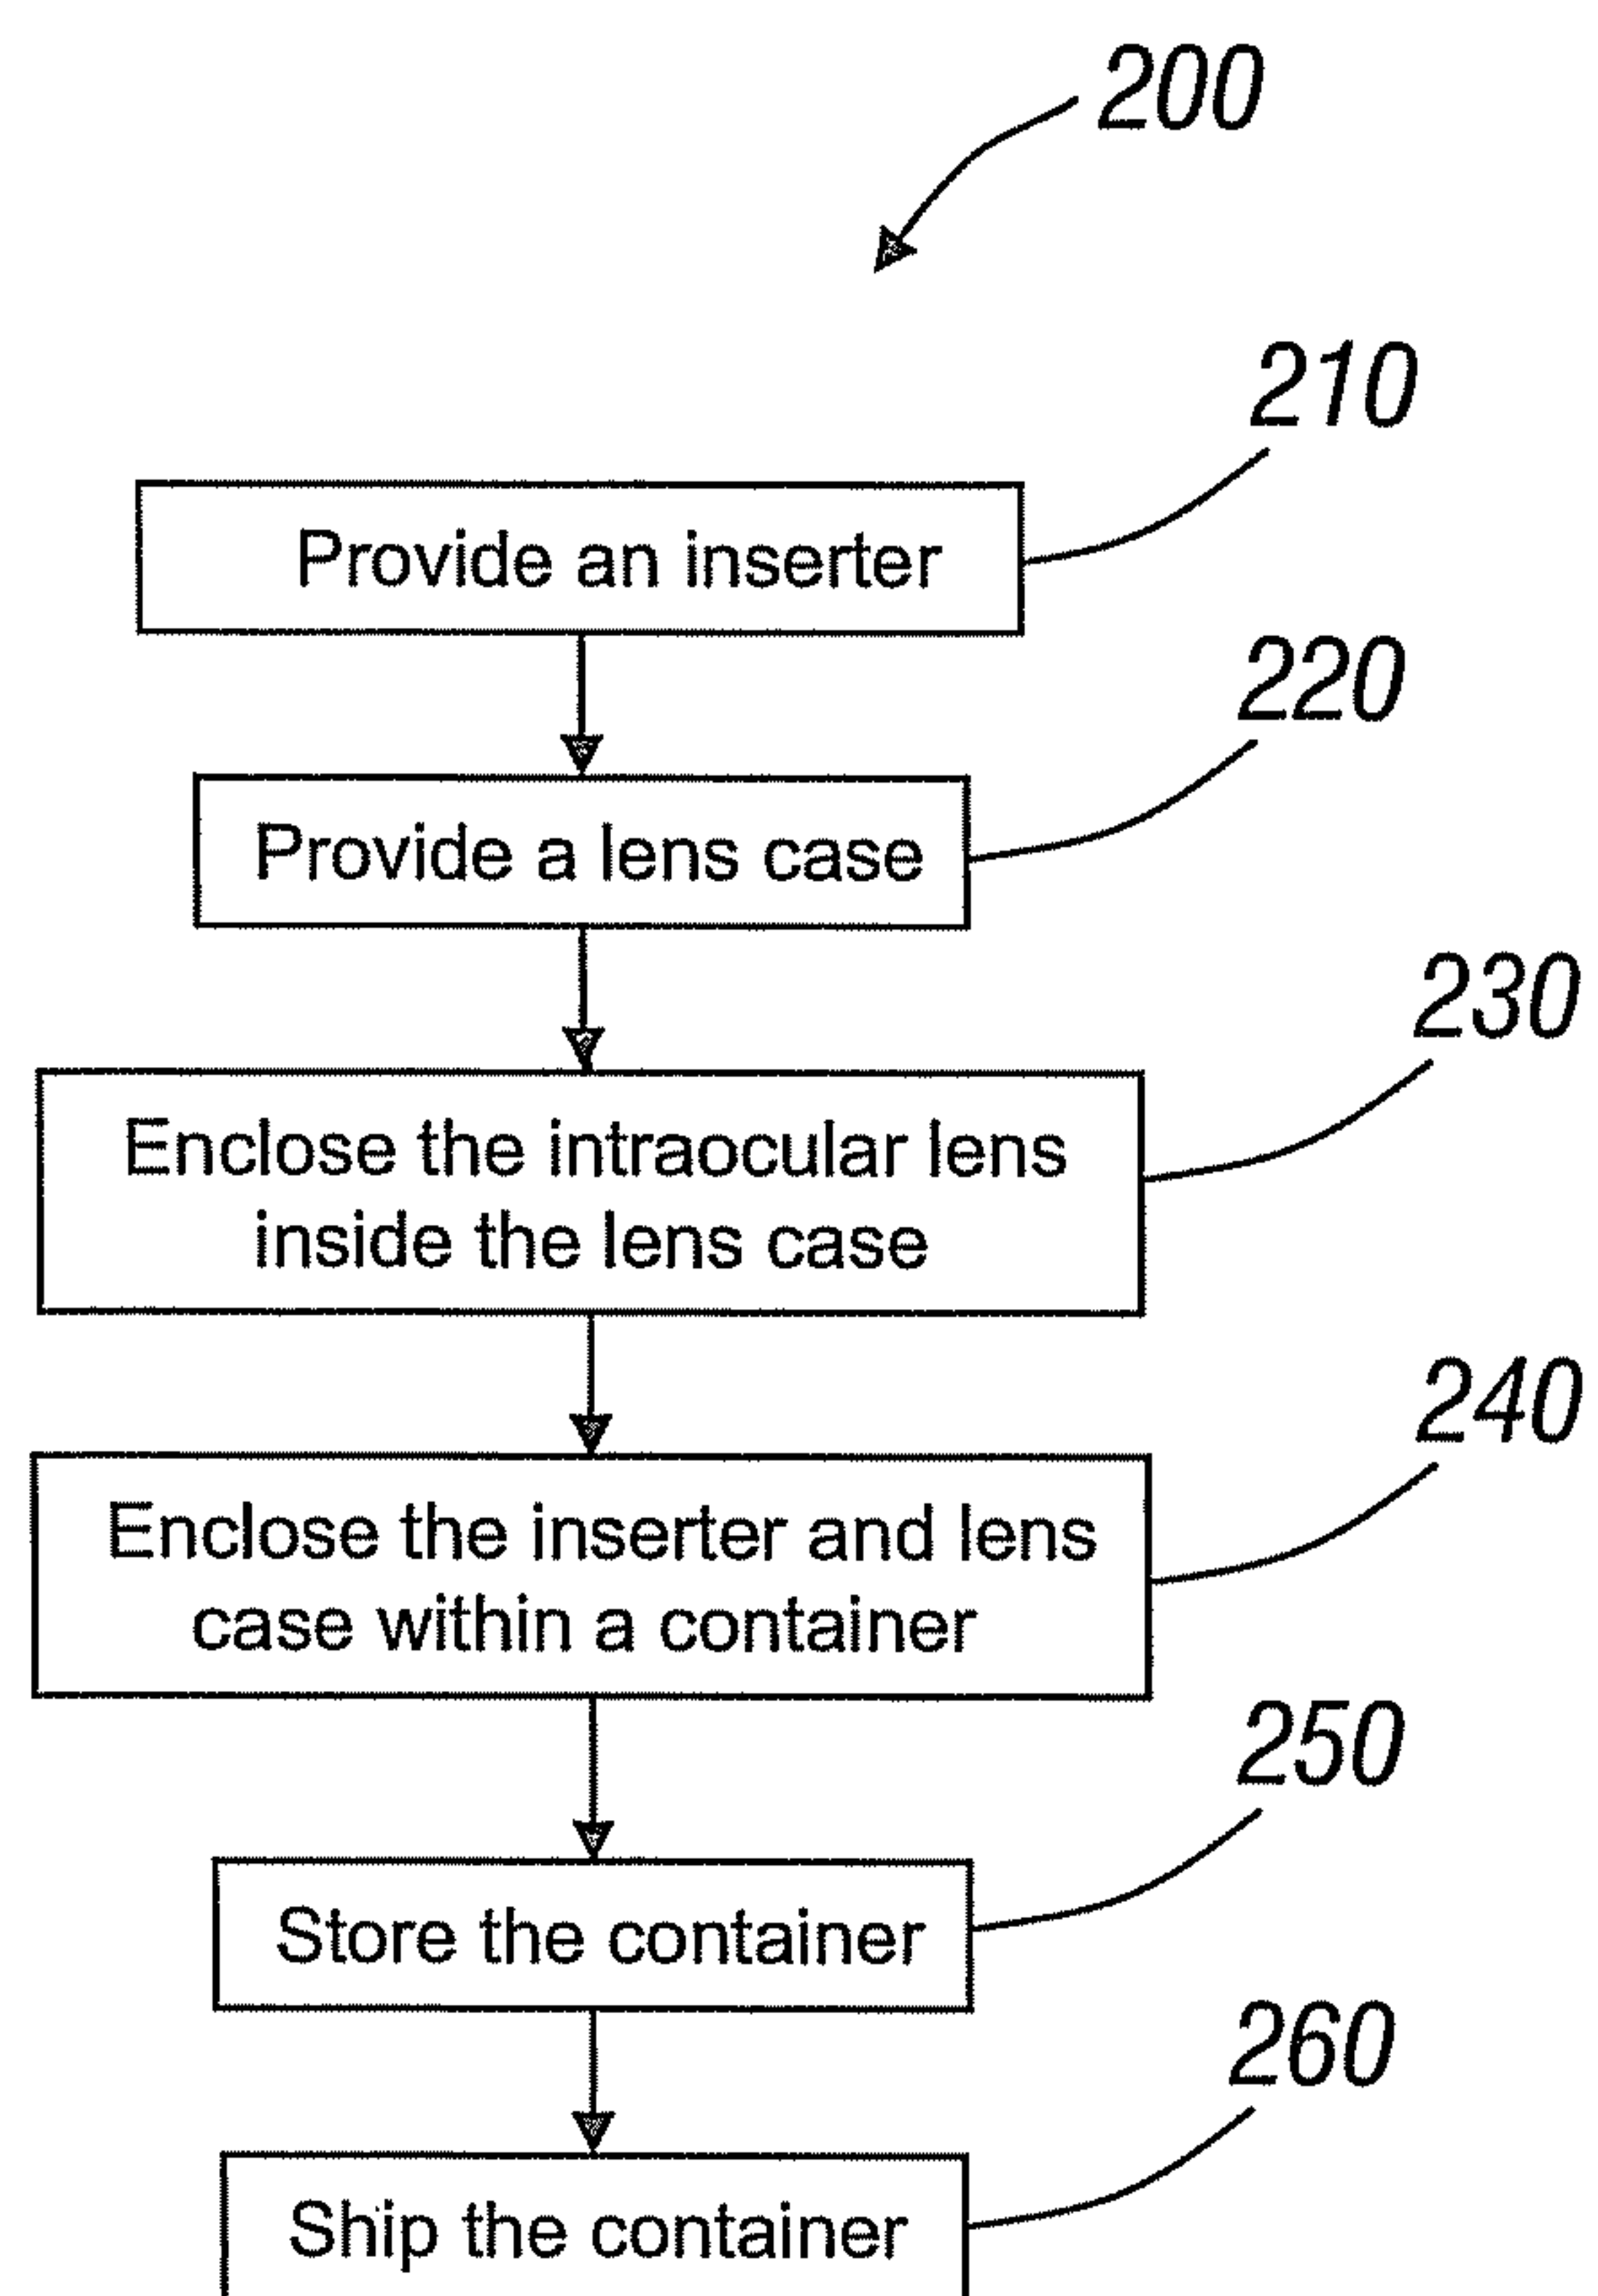 200
210
Provide an inserter
220
Provide a lens case
230
Enclose the intraocular lens
inside the lens case
240
Enclose the inserter and lens
case within a container
250
Store the container
260
Ship the container